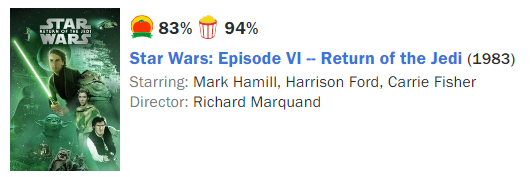 STAR
RETURN OF THE JEDI
WARS
83% 94%
Star Wars: Episode VI -- Return of the Jedi (1983)
Starring: Mark Hamill, Harrison Ford, Carrie Fisher
Director: Richard Marquand